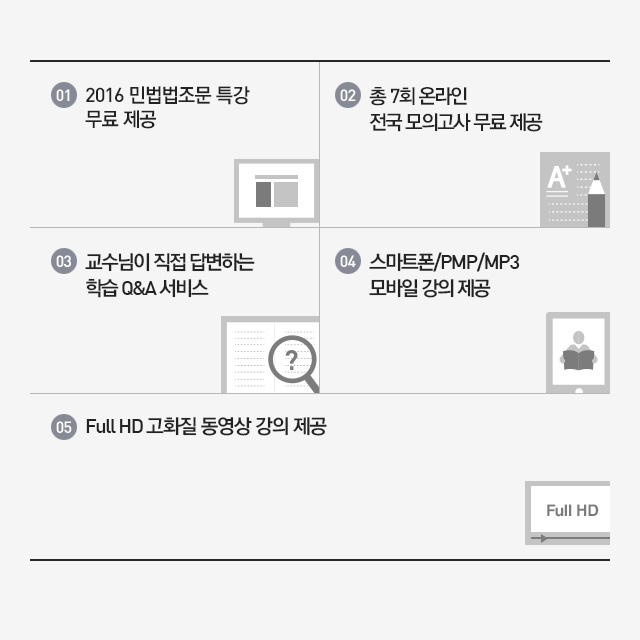 01 2016 민법법조문 특강
무료 제공
02 총 7회 온라인
전국 모의고사 무료 제공
A+
03 교수님이 직접 답변하는
학습 Q&A 서비스
?
04 스마트폰/PMP/MP3
모바일 강의 제공
05 Full HD 고화질 동영상 강의 제공
Full HD